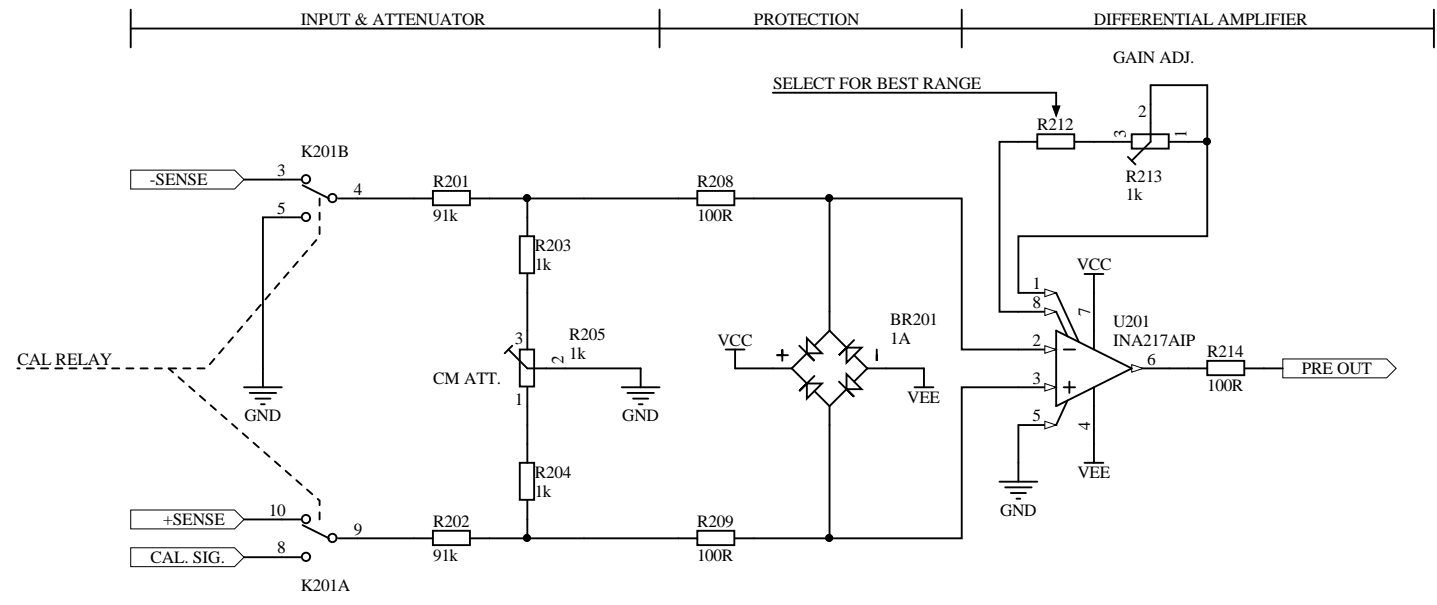 INPUT & ATTENUATOR
PROTECTION
DIFFERENTIAL AMPLIFIER
GAIN ADJ.
SELECT FOR BEST RANGE
R212
3
2
1
R213
1k
K201B
-SENSE
3
4
5
R201
91k
R208
100R
R203
1k
GND
CAL RELAY
CM ATT.
3
R205
1k
2
1
GND
VCC
+
BR201
1A
VEE
1
8
VCC
7
U201
INA217AIP
2
3
−
+
6
5
4
VEE
GND
R214
100R
PRE OUT
R204
1k
+SENSE
10
9
CAL. SIG.
8
K201A
R202
91k
R209
100R